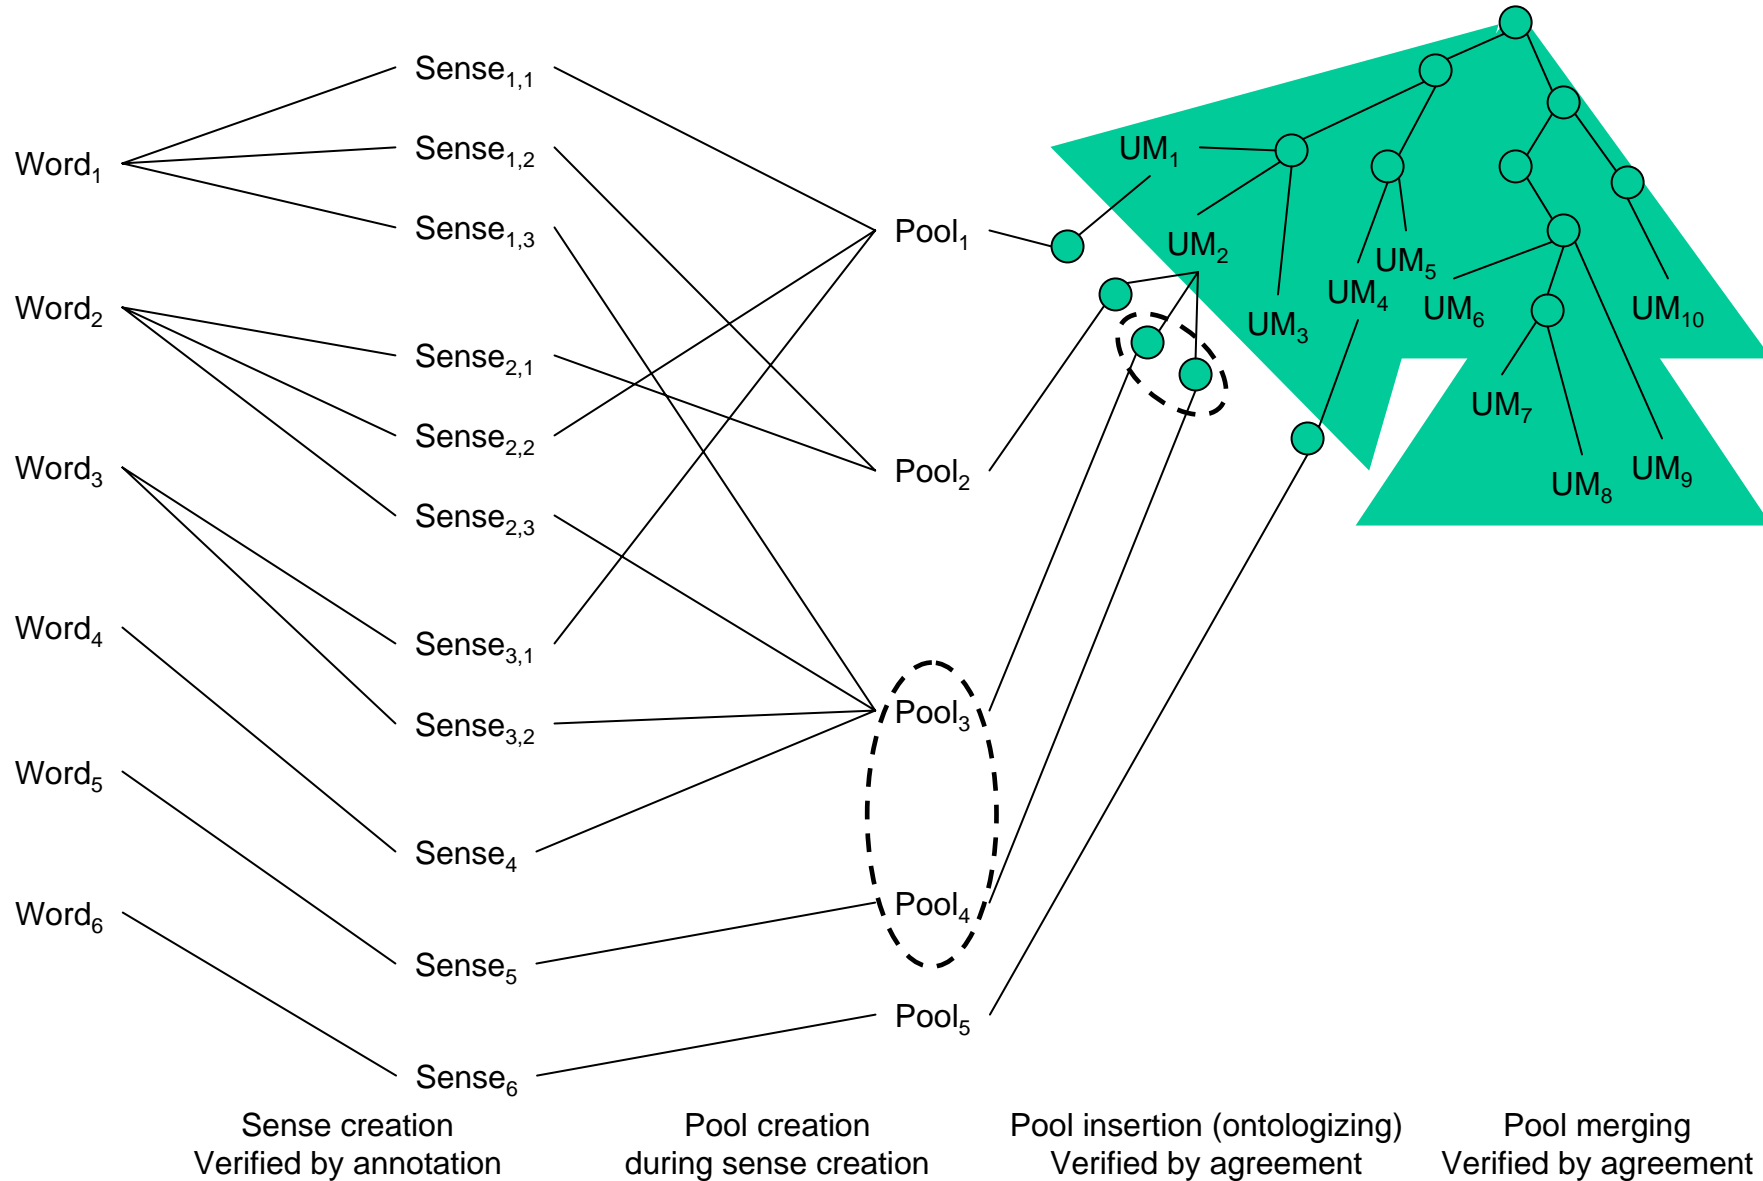 Word1
Word2
Word3
Word4
Word5
Word6
Sense1,1
Sense1,2
Sense1,3
Sense2,1
Sense2,2
Sense2,3
Sense3,1
Sense3,2
Sense4
Sense5
Sense6
Pool1
Pool2
Pool3
Pool4
Pool5
UM1
UM2
UM3
UM4
UM5
UM6
UM7
UM8
UM9
UM10
Sense creation
Verified by annotation
Pool creation
during sense creation
Pool insertion (ontologizing)
Verified by agreement
Pool merging
Verified by agreement